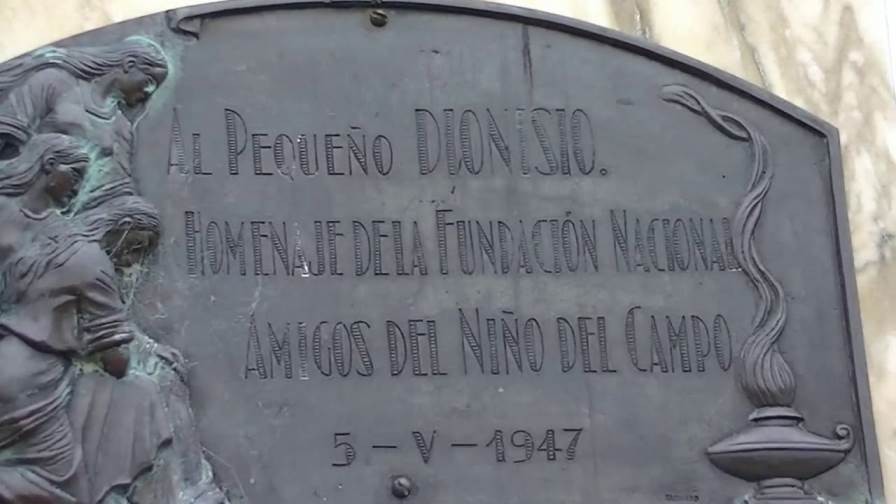 AL PEQUEÑO DIONISIO.
HOMENAJE DE LA FUNDACIÓN NACIONAL
AMIGOS DEL NIÑO DEL CAMPO
5-V-1947